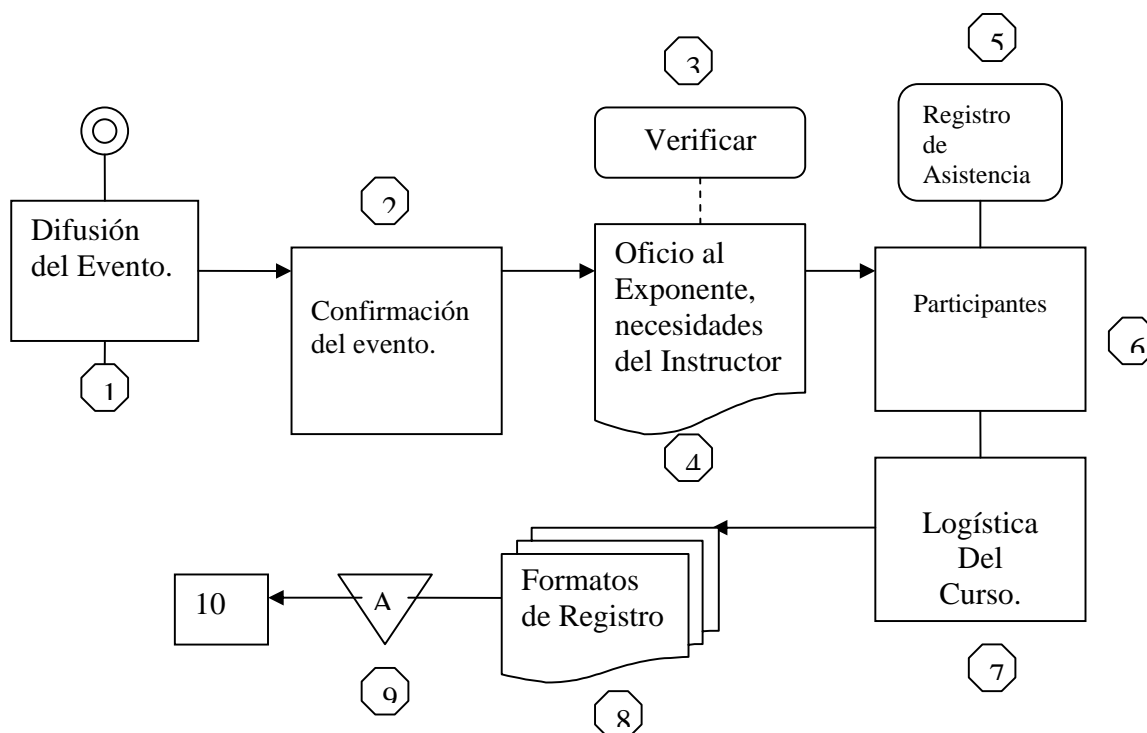 5
3
Registro
de
Asistencia
Verificar
2
Difusión
del Evento.
Oficio al
Exponente,
necesidades
del Instructor
Confirmación
del evento.
Participantes
6
1
4
Logística
Del
Curso.
Formatos
de Registro
A
10
7
9
8